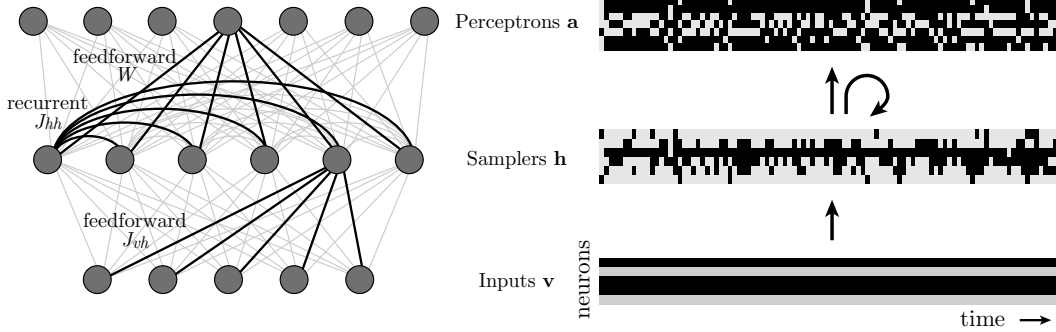 Perceptrons a
feedforward
W
recurrent
J_hh
Samplers h
feedforward
J_vh
Inputs v
neurons
time